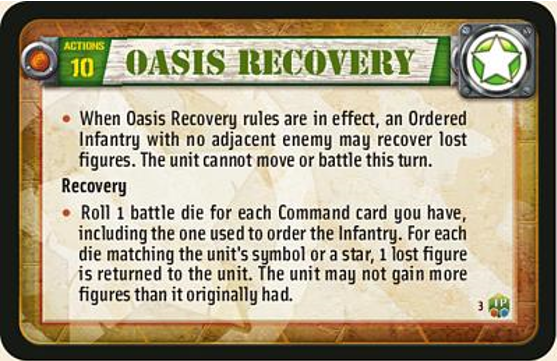 ACTIONS
10
OASIS RECOVERY
• When Oasis Recovery rules are in effect, an Ordered
Infantry with no adjacent enemy may recover lost
figures. The unit cannot move or battle this turn.
Recovery
• Roll 1 battle die for each Command card you have,
including the one used to order the Infantry. For each
die matching the unit's symbol or a star, 1 lost figure
is returned to the unit. The unit may not gain more
figures than it originally had.
3